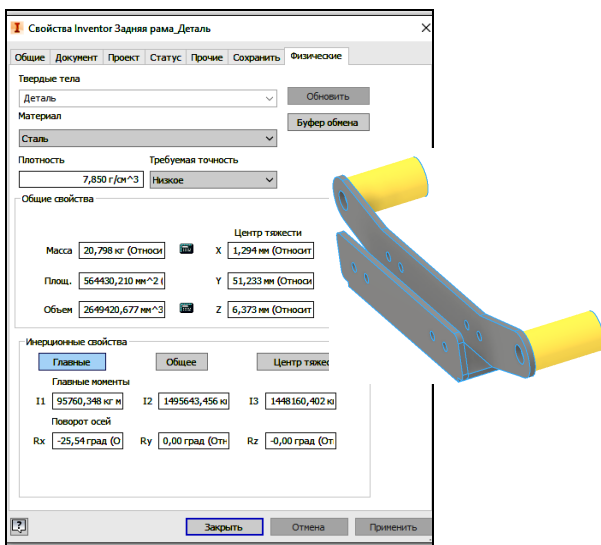 Свойства Inventor Задняя рама_Деталь
Общие Документ Проект Статус Прочие Сохранить Физические
Твердые тела
Деталь
Обновить
Материал
Буфер обмена
Сталь
Плотность Требуемая точность
7,850 г/см^3 Низкое
Общие свойства
Центр тяжести
Масса 20,798 кг (Относи X 1,294 мм (Относит
Площ. 564430,210 мм^2 ( Y 51,233 мм (Относи
Объем 2649420,677 мм^3 Z 6,373 мм (Относит
Инерционные свойства
Главные Общее Центр тяжес
Главные моменты
I1 95760,348 кг м I2 1495643,456 кг I3 1448160,402 кг
Поворот осей
Rx -25,54 град (О Ry 0,00 град (Отн Rz -0,00 град (От
Закрыть Отмена Применить